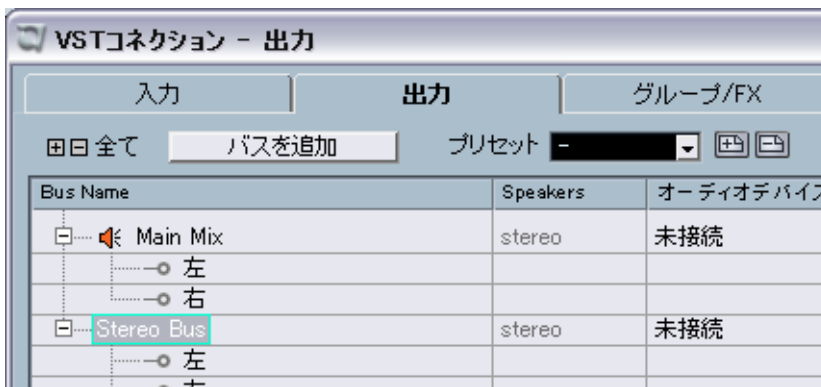 VSTコネクション - 出力
入力 出力 グループ/FX
全て バスを追加 プリセット -
Bus Name Speakers オーディオデバイス
Main Mix stereo 未接続
左
右
Stereo Bus stereo 未接続
左